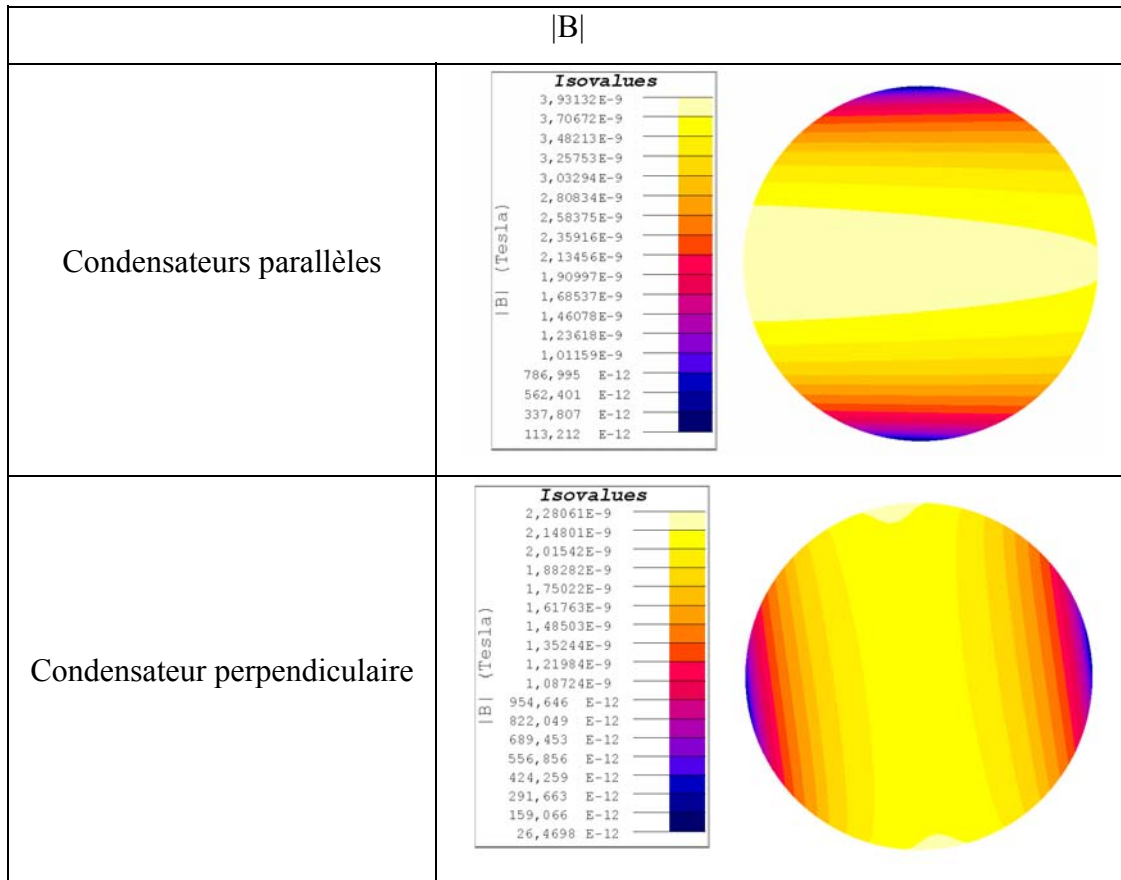 |B|
Condensateurs parallèles
Isovalues
3,93132E-9
3,70672E-9
3,48213E-9
3,25753E-9
3,03294E-9
2,80834E-9
2,58375E-9
2,35916E-9
2,13456E-9
1,90997E-9
1,68537E-9
1,46078E-9
1,23618E-9
1,01159E-9
786,995 E-12
562,401 E-12
337,807 E-12
113,212 E-12
|B| (Tesla)
Condensateur perpendiculaire
Isovalues
2,28061E-9
2,14801E-9
2,01542E-9
1,88282E-9
1,75022E-9
1,61763E-9
1,48503E-9
1,35244E-9
1,21984E-9
1,08724E-9
954,646 E-12
822,049 E-12
689,453 E-12
556,856 E-12
424,259 E-12
291,663 E-12
159,066 E-12
26,4698 E-12
|B| (Tesla)